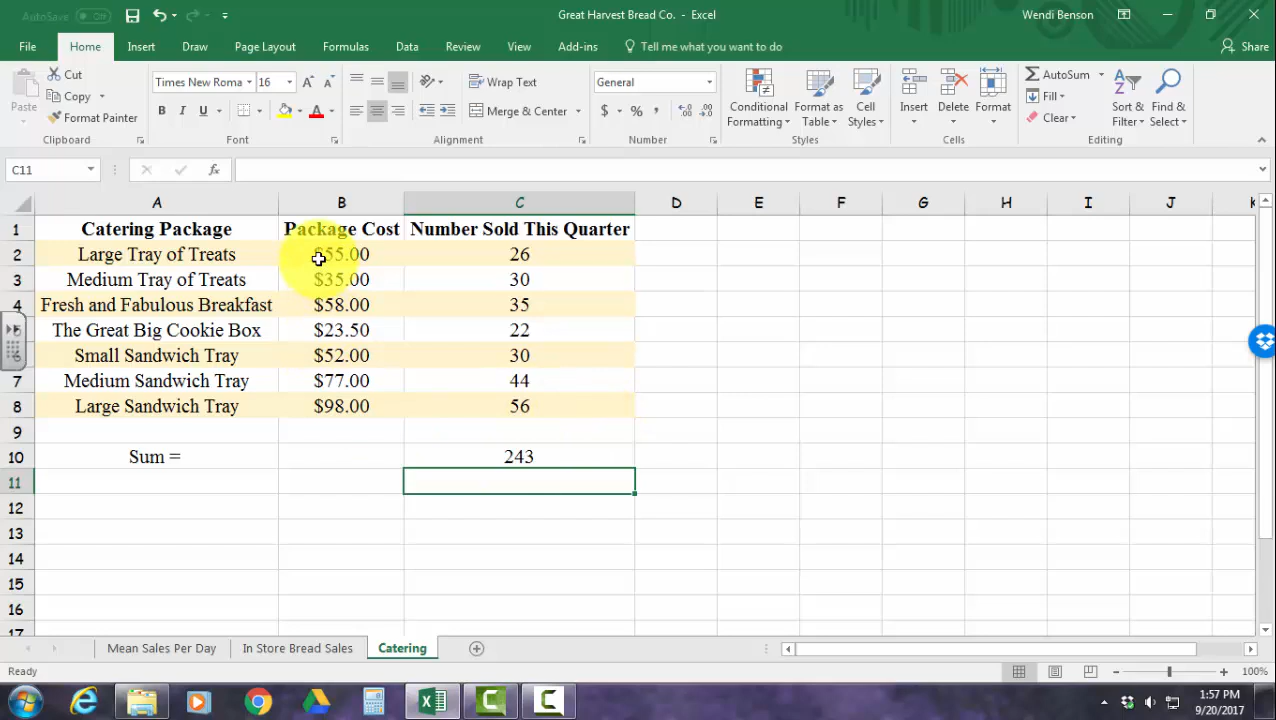 AutoSave Off
Great Harvest Bread Co. - Excel
Wendi Benson
File Home Insert Draw Page Layout Formulas Data Review View Add-ins Tell me what you want to do Share
Paste
Cut
Copy
Format Painter
Clipboard
Times New Roma 16
B I U
Font
Wrap Text
Merge & Center
Alignment
General
$ % ,
Number
Conditional Formatting
Format as Table
Cell Styles
Styles
Insert Delete Format
Cells
AutoSum
Fill
Clear
Sort & Filter
Find & Select
Editing
C11 fx
A B C D E F G H I J K
1 Catering Package Package Cost Number Sold This Quarter
2 Large Tray of Treats $55.00 26
3 Medium Tray of Treats $35.00 30
4 Fresh and Fabulous Breakfast $58.00 35
The Great Big Cookie Box $23.50 22
Small Sandwich Tray $52.00 30
7 Medium Sandwich Tray $77.00 44
8 Large Sandwich Tray $98.00 56
9
10 Sum = 243
11
12
13
14
15
16
17
Mean Sales Per Day In Store Bread Sales Catering
Ready 100%
1:57 PM
9/20/2017